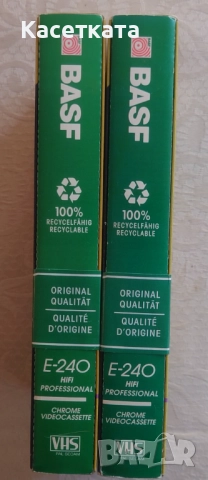 Касетката
BASF
100%
RECYCELFÄHIG
RECYCLABLE
ORIGINAL
QUALITÄT
QUALITÉ
D'ORIGINE
E-240
HIFI
PROFESSIONAL
CHROME
VIDEOCASSETTE
VHS
BASF
100%
RECYCELFÄHIG
RECYCLABLE
ORIGINAL
QUALITÄT
QUALITÉ
D'ORIGINE
E-240
HIFI
PROFESSIONAL
CHROME
VIDEOCASSETTE
VHS
bazar